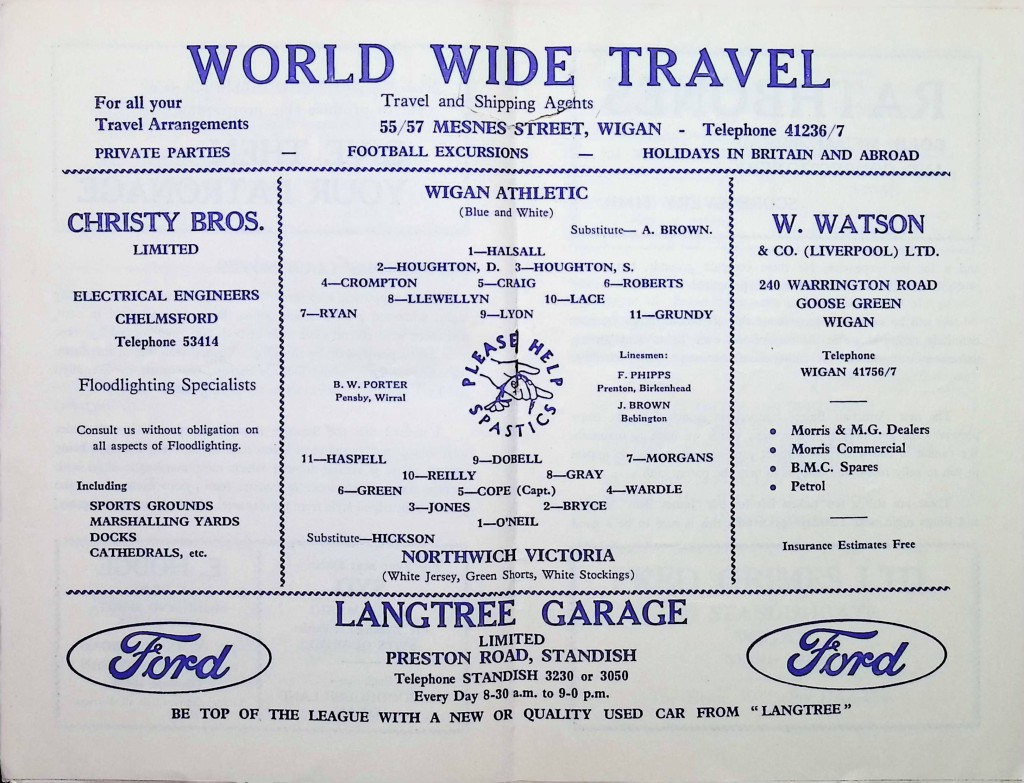 WORLD WIDE TRAVEL
For all your
Travel Arrangements
Travel and Shipping Agents
55/57 MESNES STREET, WIGAN - Telephone 41236/7
PRIVATE PARTIES — FOOTBALL EXCURSIONS — HOLIDAYS IN BRITAIN AND ABROAD
CHRISTY BROS.
LIMITED
ELECTRICAL ENGINEERS
CHELMSFORD
Telephone 53414
Floodlighting Specialists
Consult us without obligation on
all aspects of Floodlighting.
Including
SPORTS GROUNDS
MARSHALLING YARDS
DOCKS
CATHEDRALS, etc.
WIGAN ATHLETIC
(Blue and White)
Substitute— A. BROWN.
1—HALSALL
2—HOUGHTON, D. 3—HOUGHTON, S.
4—CROMPTON 5—CRAIG 6—ROBERTS
8—LLEWELLYN 10—LACE
7—RYAN 9—LYON 11—GRUNDY
B. W. PORTER
Pensby, Wirral
PLEASE HELP
SPASTICS
Linesmen:
F. PHIPPS
Prenton, Birkenhead
J. BROWN
Bebington
11—HASPELL 9—DOBELL 7—MORGANS
10—REILLY 8—GRAY
6—GREEN 5—COPE (Capt.) 4—WARDLE
3—JONES 2—BRYCE
1—O'NEIL
Substitute—HICKSON
NORTHWICH VICTORIA
(White Jersey, Green Shorts, White Stockings)
W. WATSON
& CO. (LIVERPOOL) LTD.
240 WARRINGTON ROAD
GOOSE GREEN
WIGAN
Telephone
WIGAN 41756/7
• Morris & M.G. Dealers
• Morris Commercial
• B.M.C. Spares
• Petrol
Insurance Estimates Free
Ford
LANGTREE GARAGE
LIMITED
PRESTON ROAD, STANDISH
Telephone STANDISH 3230 or 3050
Every Day 8-30 a.m. to 9-0 p.m.
Ford
BE TOP OF THE LEAGUE WITH A NEW OR QUALITY USED CAR FROM "LANGTREE"